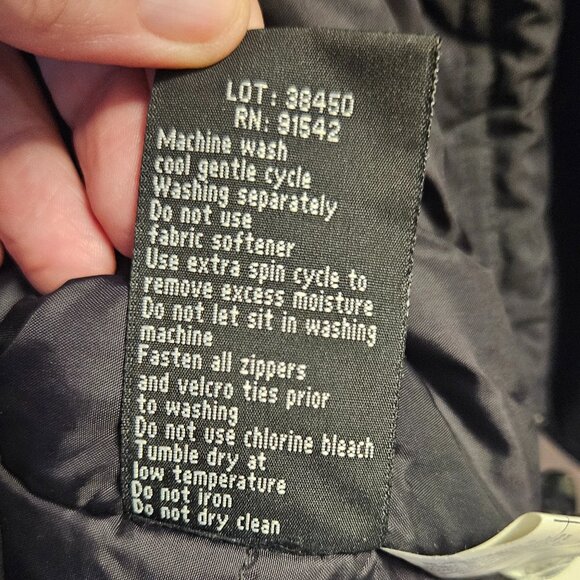 LOT: 38450
RN: 91542
Machine wash
cool gentle cycle
Washing separately
Do not use
fabric softener
Use extra spin cycle to
remove excess moisture
Do not let sit in washing
machine
Fasten all zippers
and velcro ties prior
to washing
Do not use chlorine bleach
Tumble dry at
low temperature
Do not iron
Do not dry clean